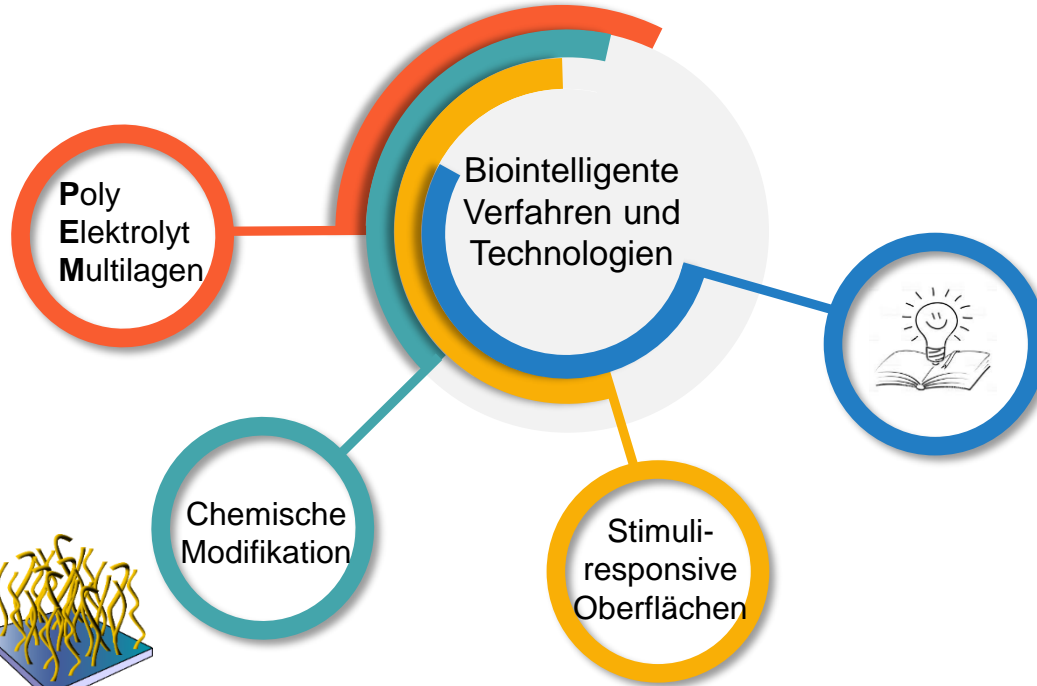 Biointelligente
Verfahren und
Technologien
Poly
Elektrolyt
Multilagen
Chemische
Modifikation
Stimuli-
responsive
Oberflächen